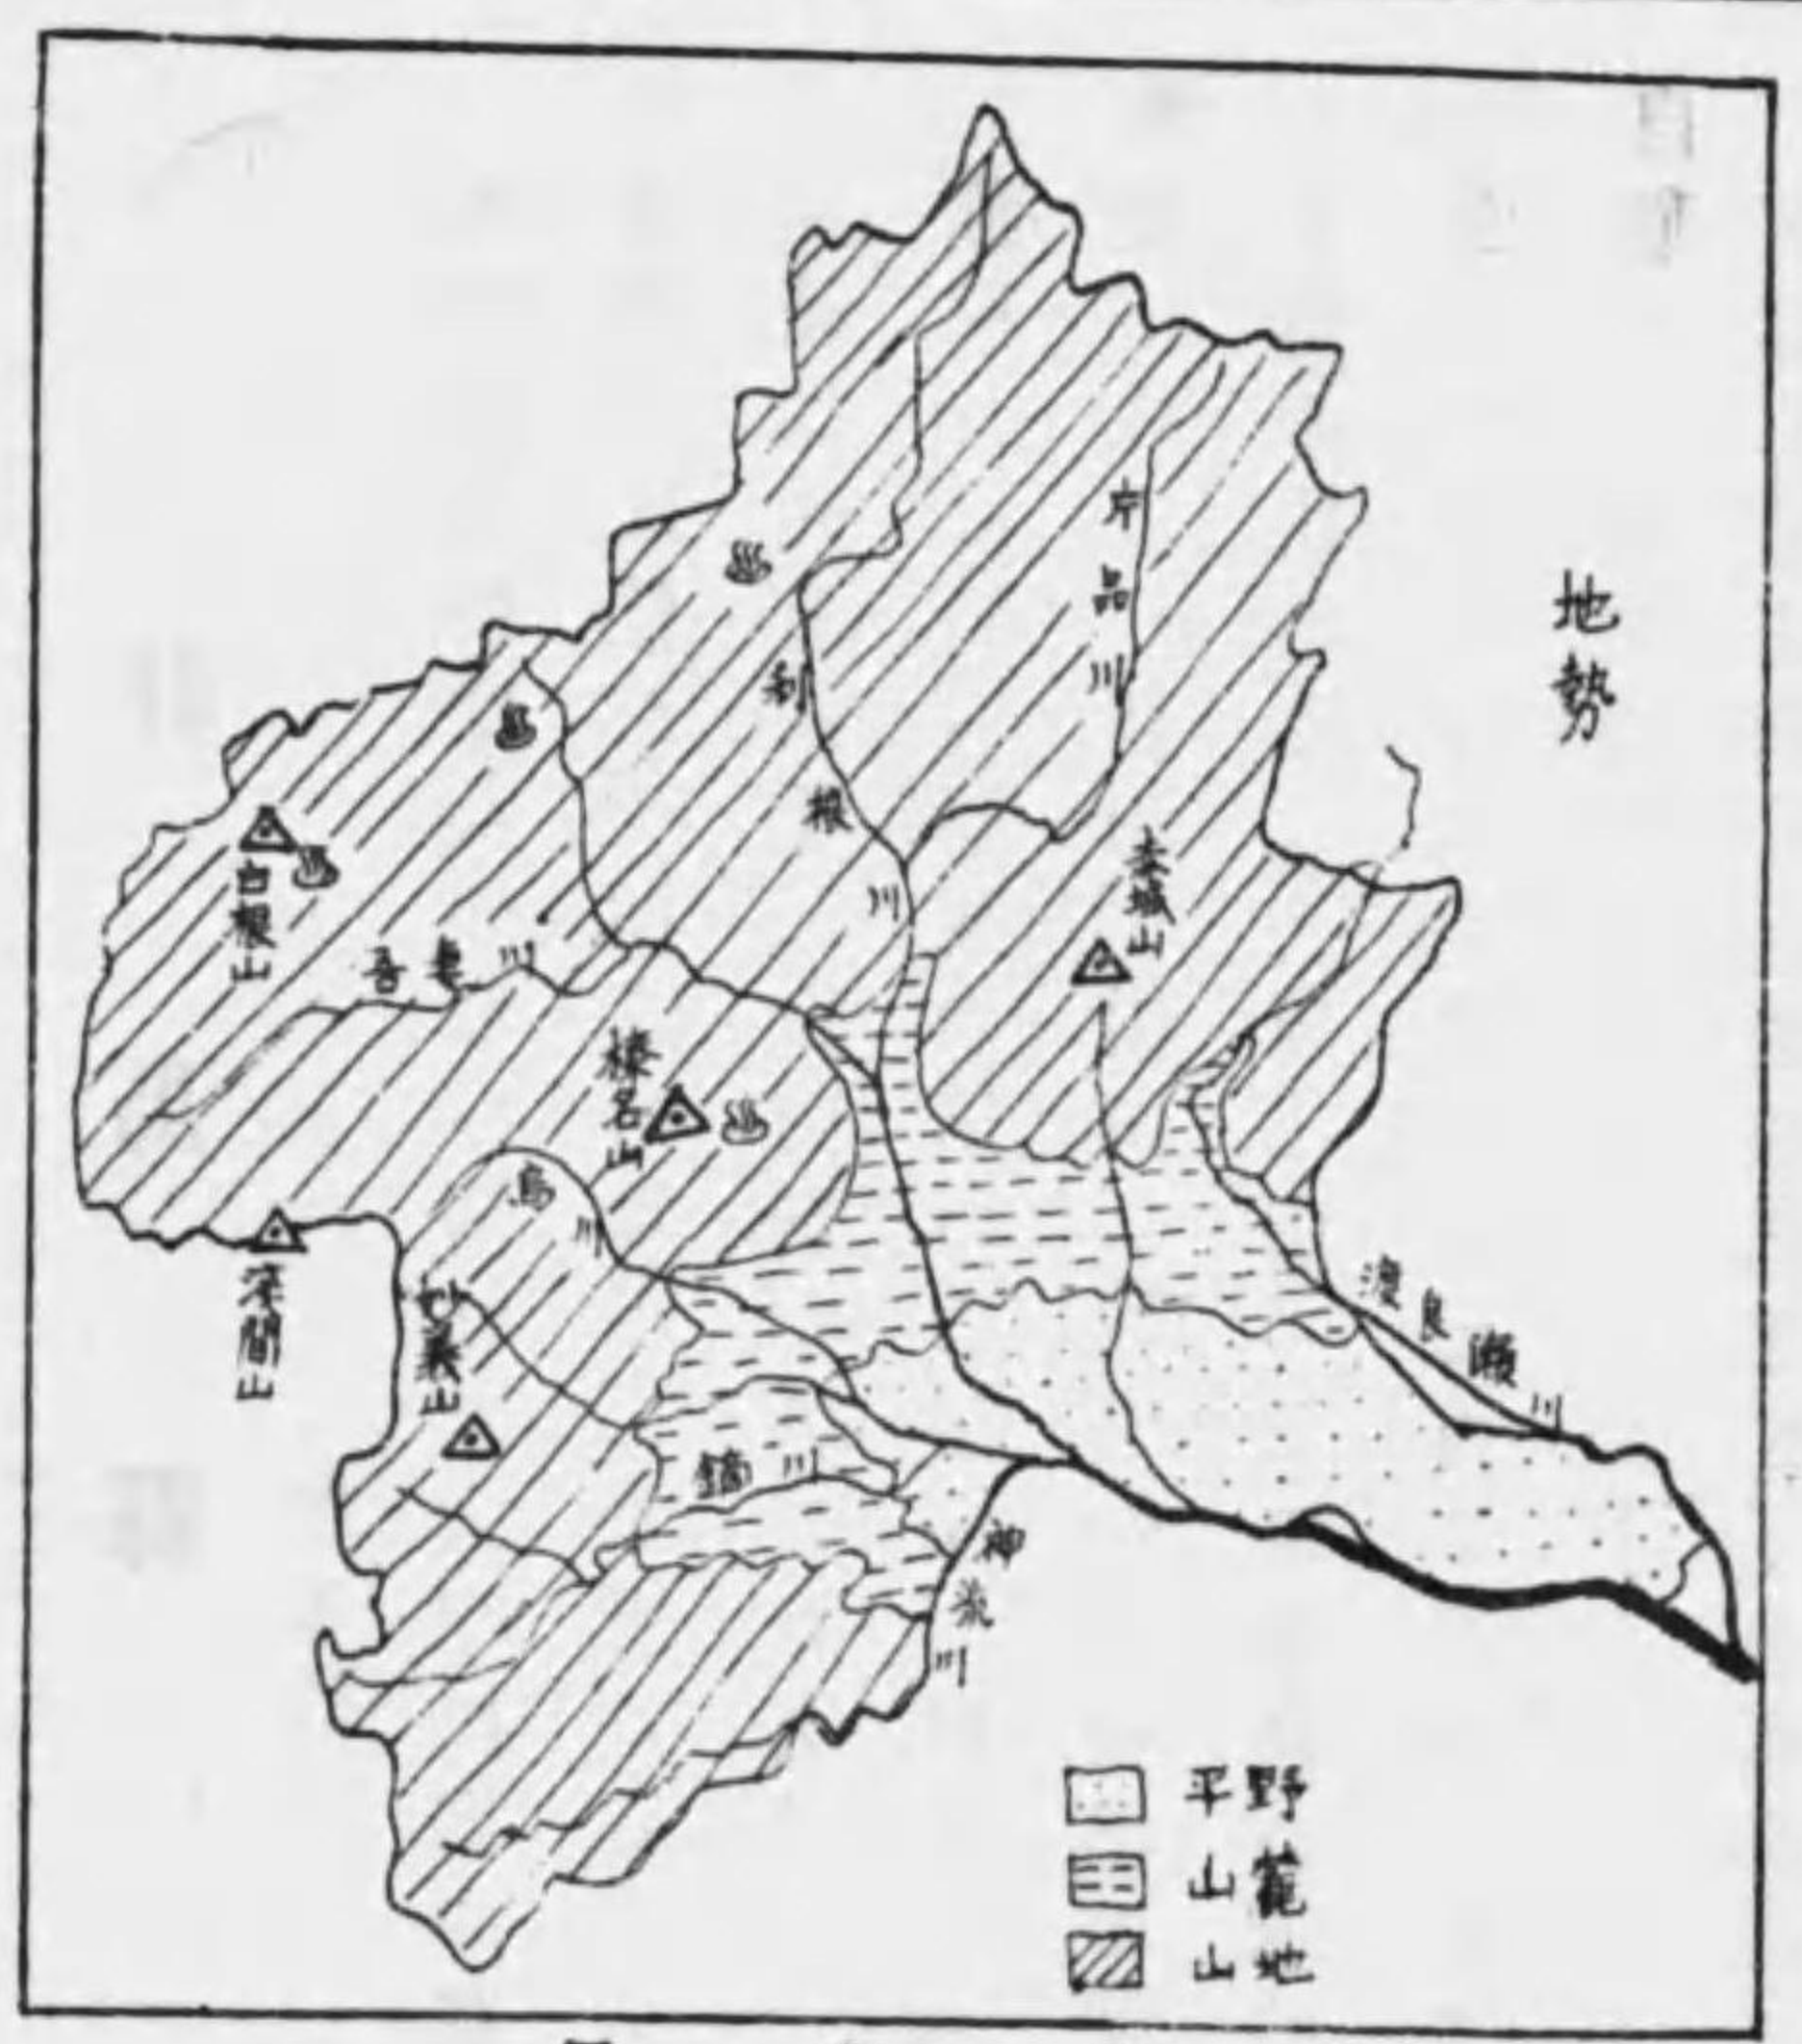 地勢
片品川
利根川
赤城山
白根山
吾妻川
榛名山
烏川
浅間山
妙義山
渡良瀬川
鏑川
神流川
平野
山麓
山地